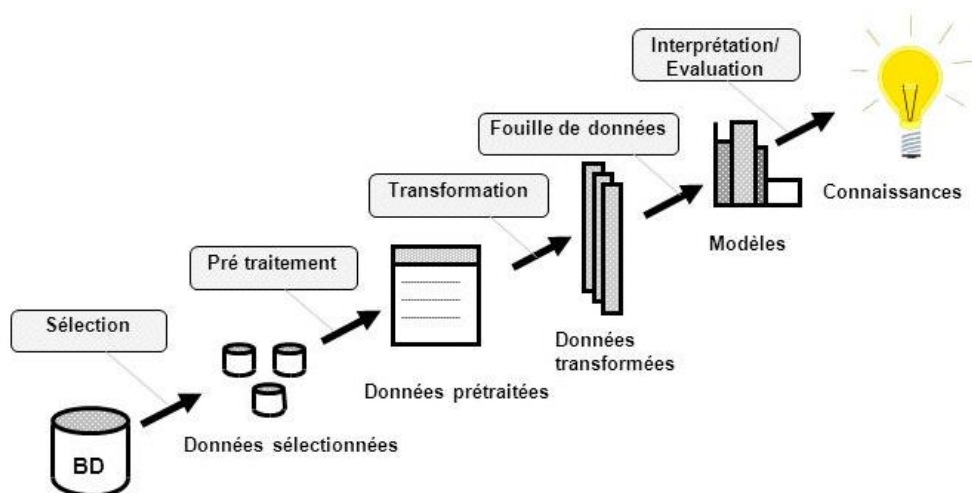 Interprétation/
Evaluation
Fouille de données
Connaissances
Transformation
Modèles
Pré traitement
Sélection
Données
transformées
Données prétraitées
Données sélectionnées
BD